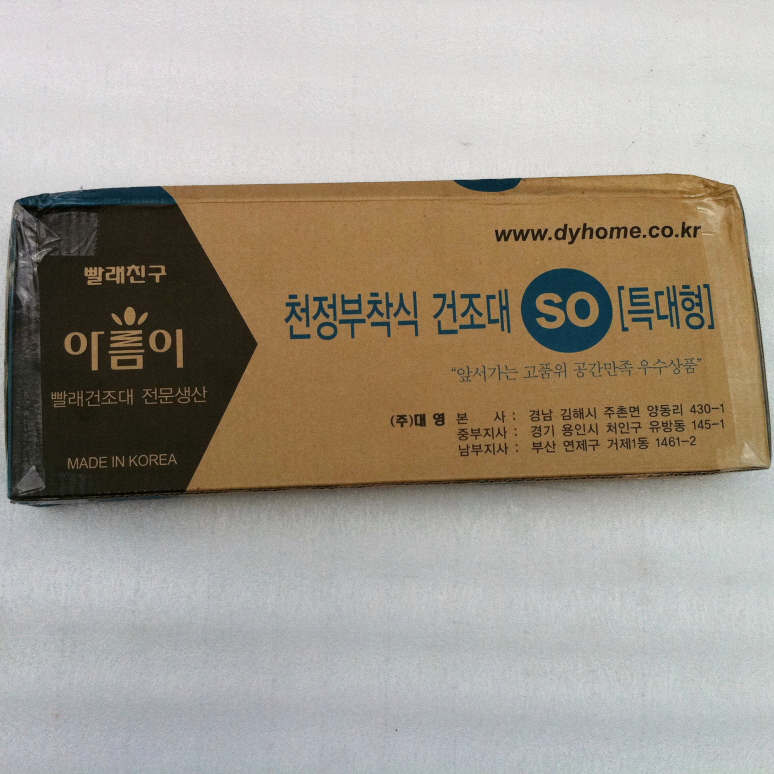 www.dyhome.co.kr
빨래친구
아름이
빨래건조대 전문생산
MADE IN KOREA
천정부착식 건조대 SO [특대형]
"앞서가는 고품위 공간만족 우수상품"
(주)대영 본 사 : 경남 김해시 주촌면 양동리 430-1
중부지사 : 경기 용인시 처인구 유방동 145-1
남부지사 : 부산 연제구 거제1동 1461-2